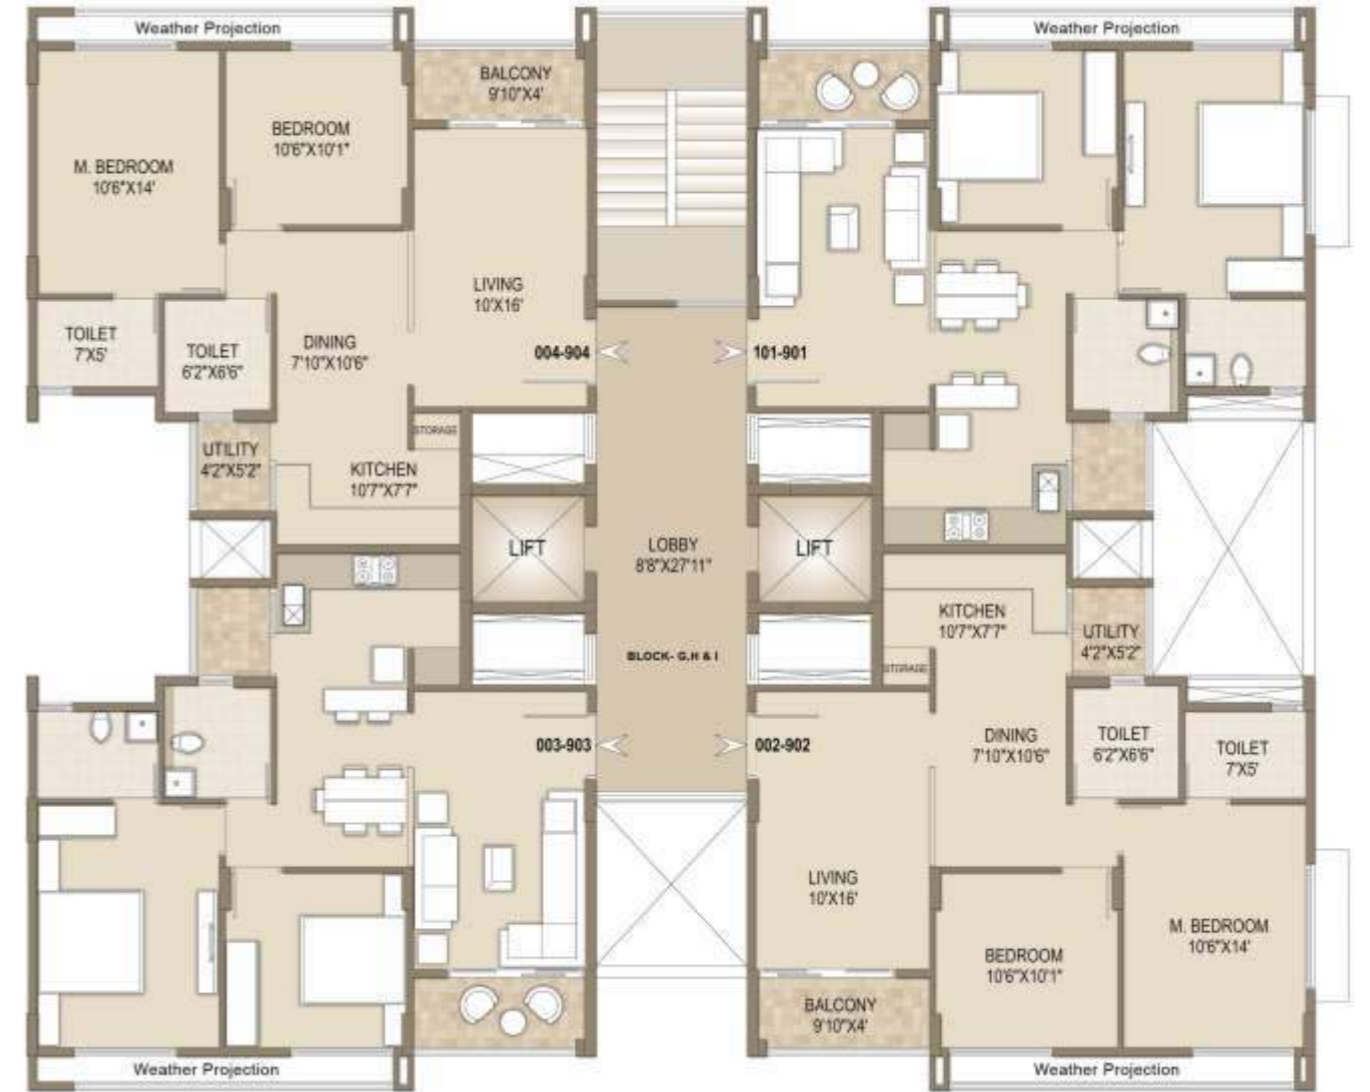 Weather Projection
Weather Projection
BALCONY
9'10"X4'
BEDROOM
10'6"X10'1"
M. BEDROOM
10'6"X14'
LIVING
10'X16'
TOILET
7'X5'
TOILET
6'2"X6'6"
DINING
7'10"X10'6"
004-904
101-901
STORAGE
UTILITY
4'2"X5'2"
KITCHEN
10'7"X7'7"
LIFT
LOBBY
8'8"X27'11"
LIFT
KITCHEN
10'7"X7'7"
UTILITY
4'2"X5'2"
BLOCK- G,H & I
STORAGE
003-903
002-902
DINING
7'10"X10'6"
TOILET
6'2"X6'6"
TOILET
7'X5'
LIVING
10'X16'
M. BEDROOM
10'6"X14'
BEDROOM
10'6"X10'1"
BALCONY
9'10"X4'
Weather Projection
Weather Projection